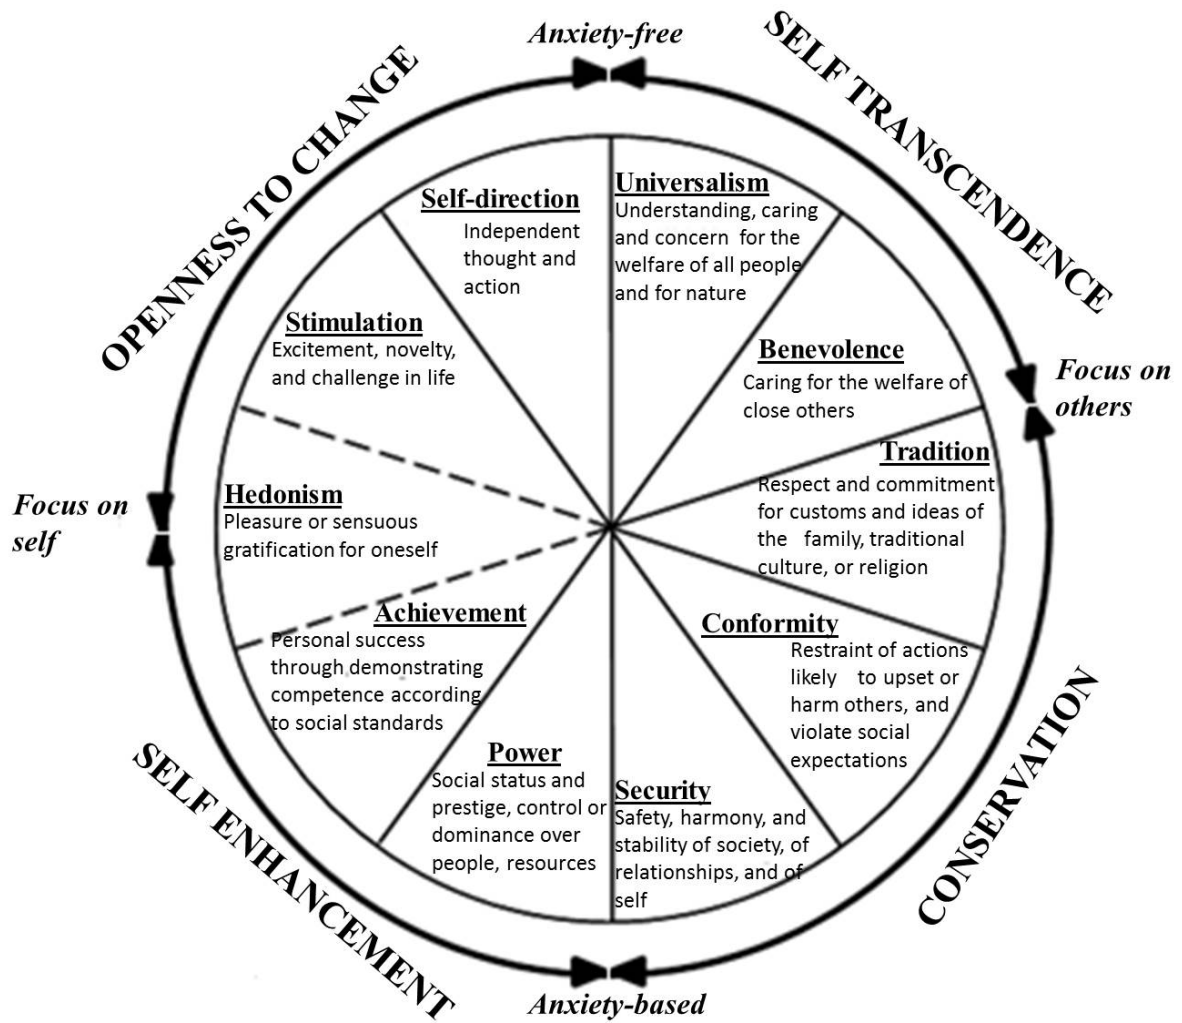 Anxiety-free
OPENNESS TO CHANGE
SELF TRANSCENDENCE
Self-direction
Independent
thought and
action
Universalism
Understanding, caring
and concern for the
welfare of all people
and for nature
Stimulation
Excitement, novelty,
and challenge in life
Benevolence
Caring for the welfare of
close others
Focus on
others
Tradition
Respect and commitment
for customs and ideas of
the family, traditional
culture, or religion
Focus on
self
Hedonism
Pleasure or sensuous
gratification for oneself
Achievement
Personal success
through demonstrating
competence according
to social standards
Conformity
Restraint of actions
likely to upset or
harm others, and
violate social
expectations
Power
Social status and
prestige, control or
dominance over
people, resources
Security
Safety, harmony, and
stability of society, of
relationships, and of
self
SELF ENHANCEMENT
CONSERVATION
Anxiety-based